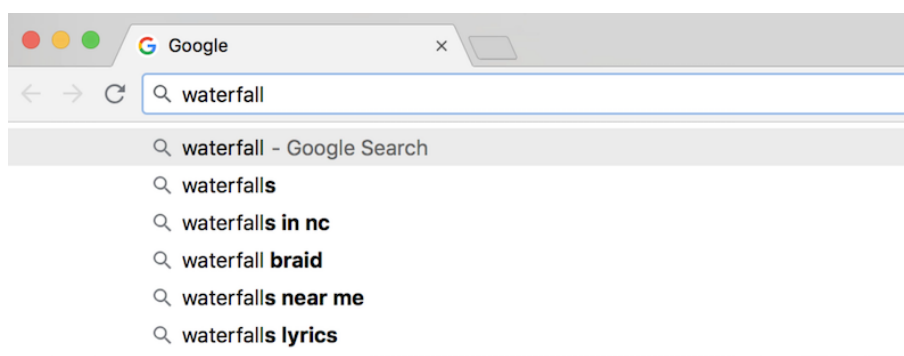 Google
waterfall
waterfall - Google Search
waterfalls
waterfalls in nc
waterfall braid
waterfalls near me
waterfalls lyrics